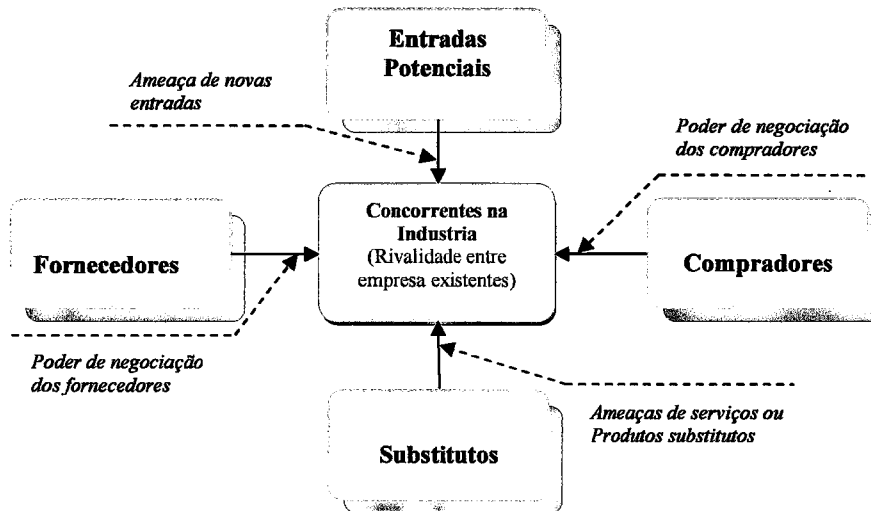 Entradas
Potenciais
Ameaça de novas
entradas
Poder de negociação
dos compradores
Concorrentes na
Industria
(Rivalidade entre
empresa existentes)
Fornecedores
Compradores
Poder de negociação
dos fornecedores
Ameaças de serviços ou
Produtos substitutos
Substitutos